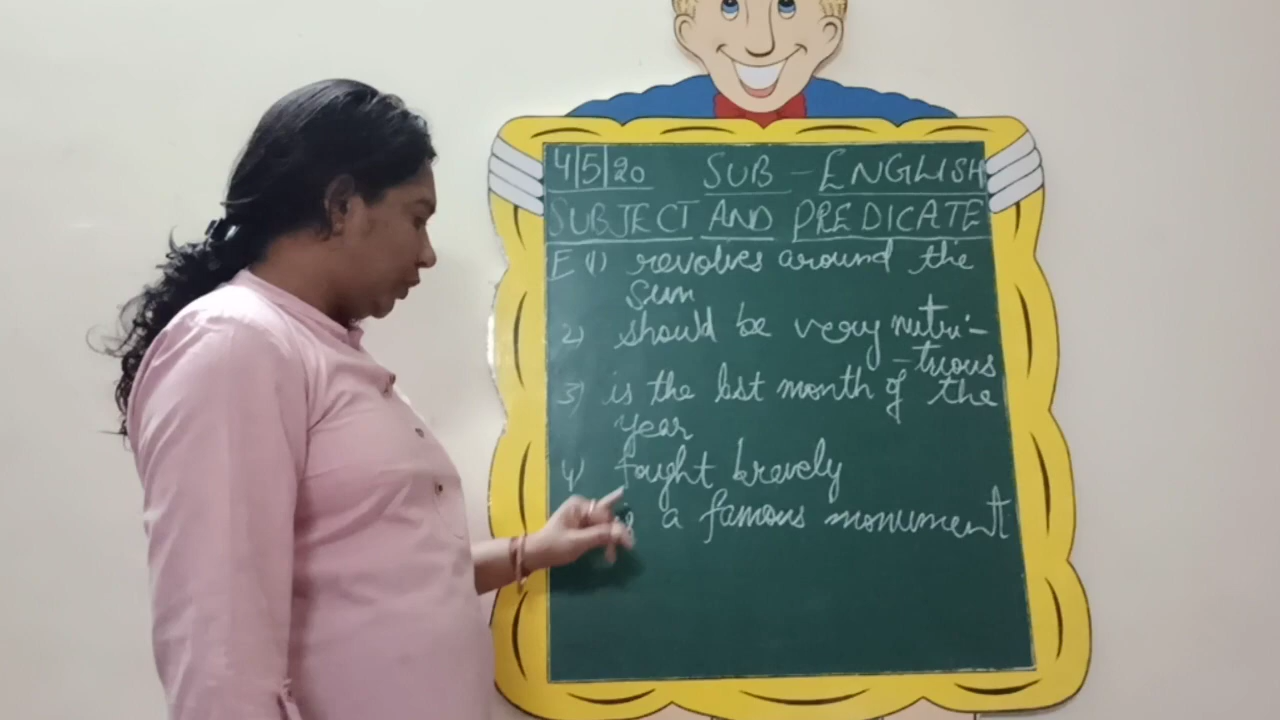 4|5|20 SUB - ENGLISH
SUBJECT AND PREDICATE
E 1) revolves around the
sun
2) should be very nutri-
-tious
3) is the last month of the
year
4) fought bravely
is a famous monument